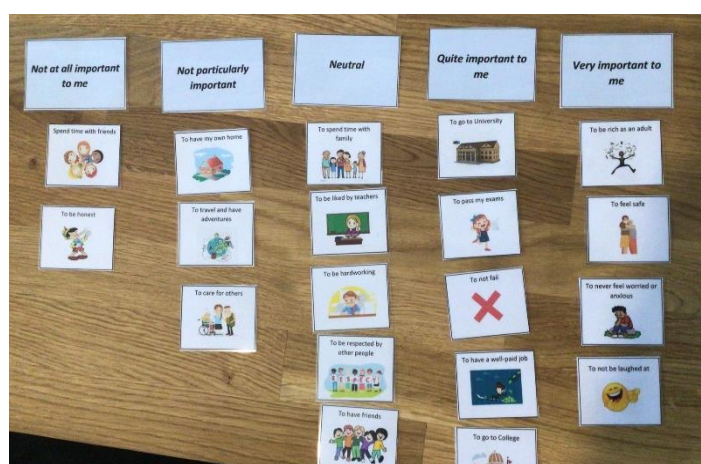 Not at all important
to me
Not particularly
important
Neutral
Quite important to
me
Very important to
me
Spend time with friends
To be honest
To have my own home
To travel and have
adventures
To care for others
To spend time with
family
To be liked by teachers
To be hardworking
To be respected by
other people
RESPECT
To have friends
To go to University
To pass my exams
To not fail
To have a well-paid job
To go to College
To be rich as an adult
To feel safe
To never feel worried or
anxious
To not be laughed at